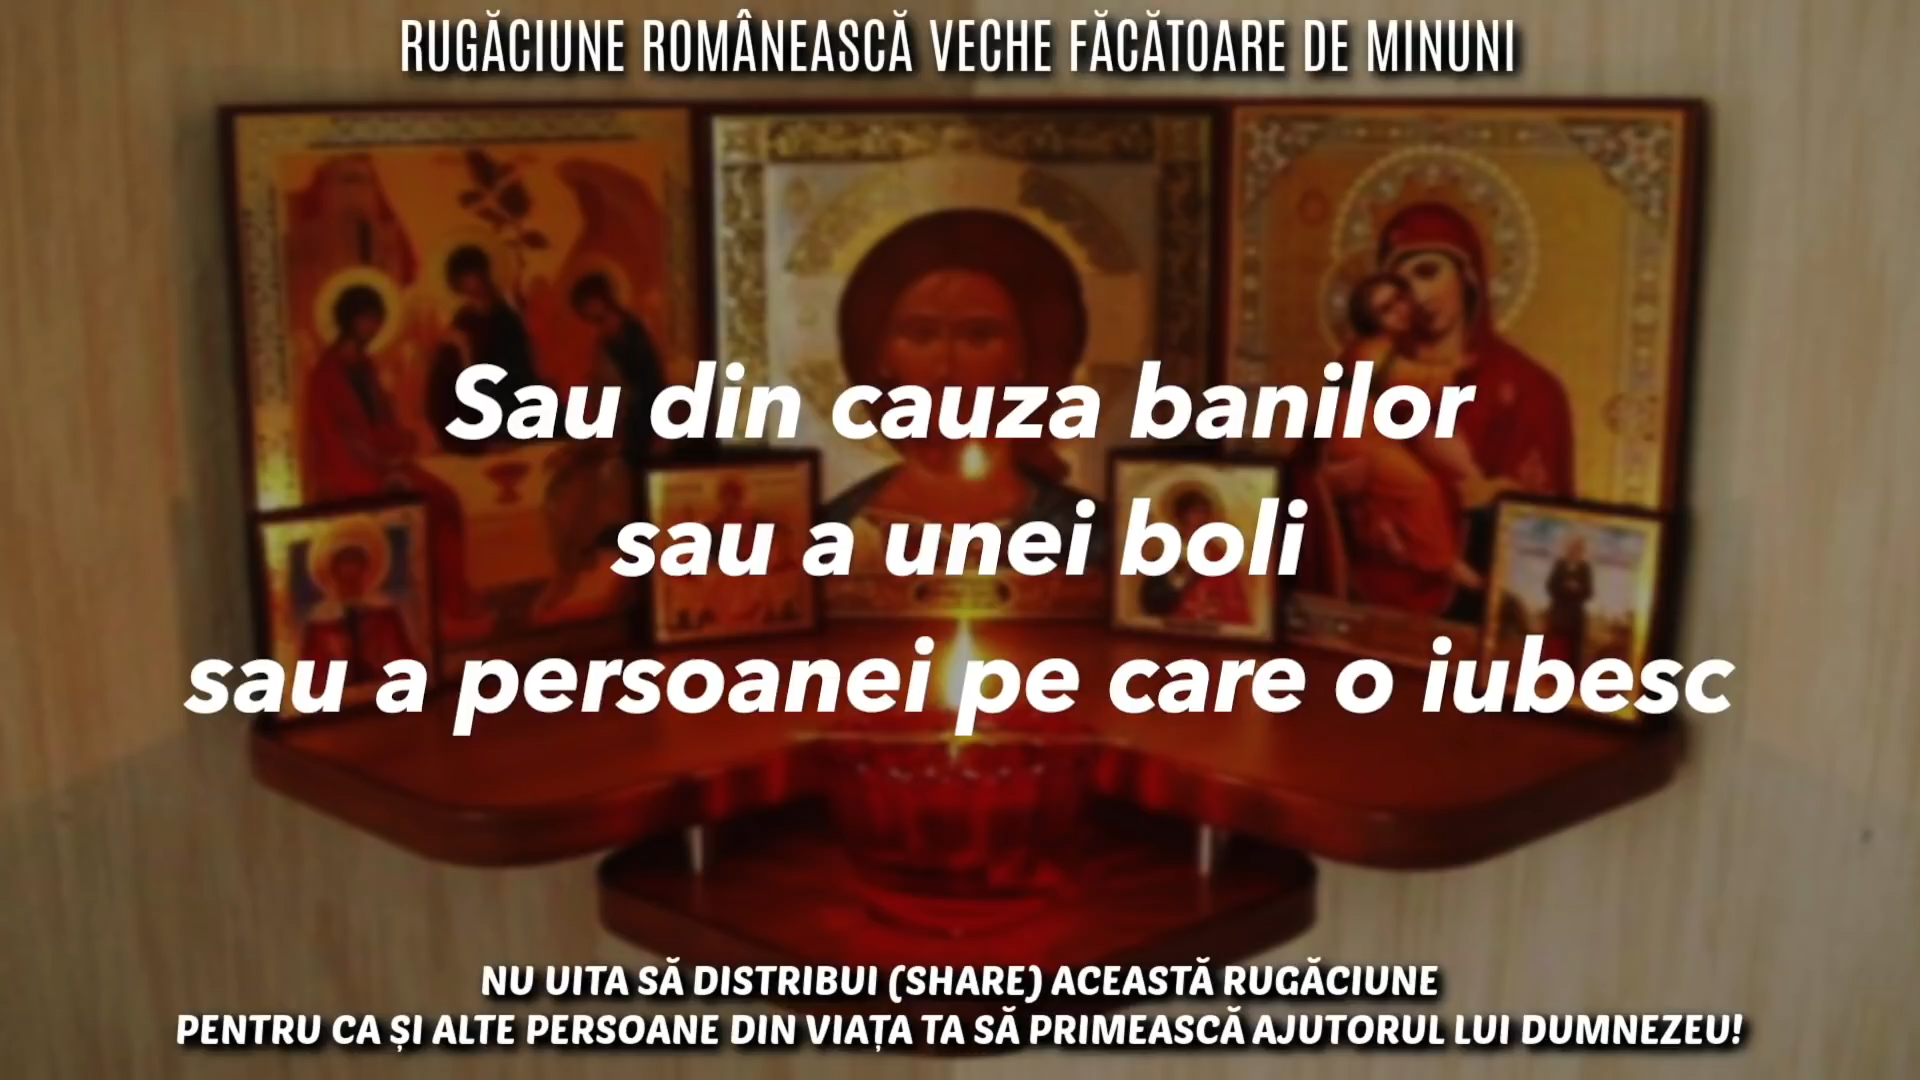 RUGĂCIUNE ROMÂNEASCĂ VECHE FĂCĂTOARE DE MINUNI
Sau din cauza banilor
sau a unei boli
sau a persoanei pe care o iubesc
NU UITA SĂ DISTRIBUI (SHARE) ACEASTĂ RUGĂCIUNE
PENTRU CA ȘI ALTE PERSOANE DIN VIAȚA TA SĂ PRIMEASCĂ AJUTORUL LUI DUMNEZEU!